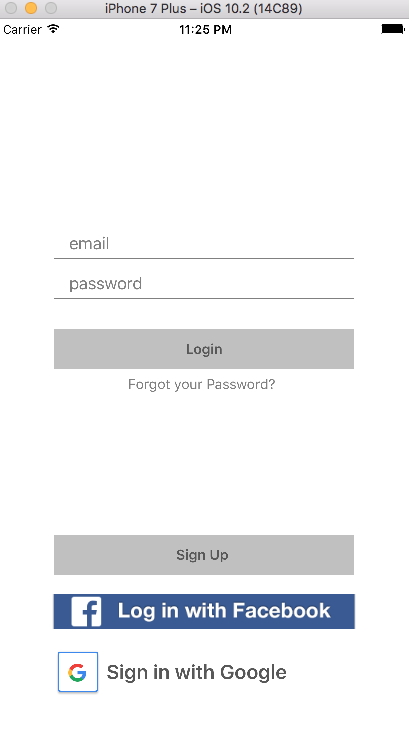 iPhone 7 Plus – iOS 10.2 (14C89)
Carrier 11:25 PM
email
password
Login
Forgot your Password?
Sign Up
f Log in with Facebook
G Sign in with Google